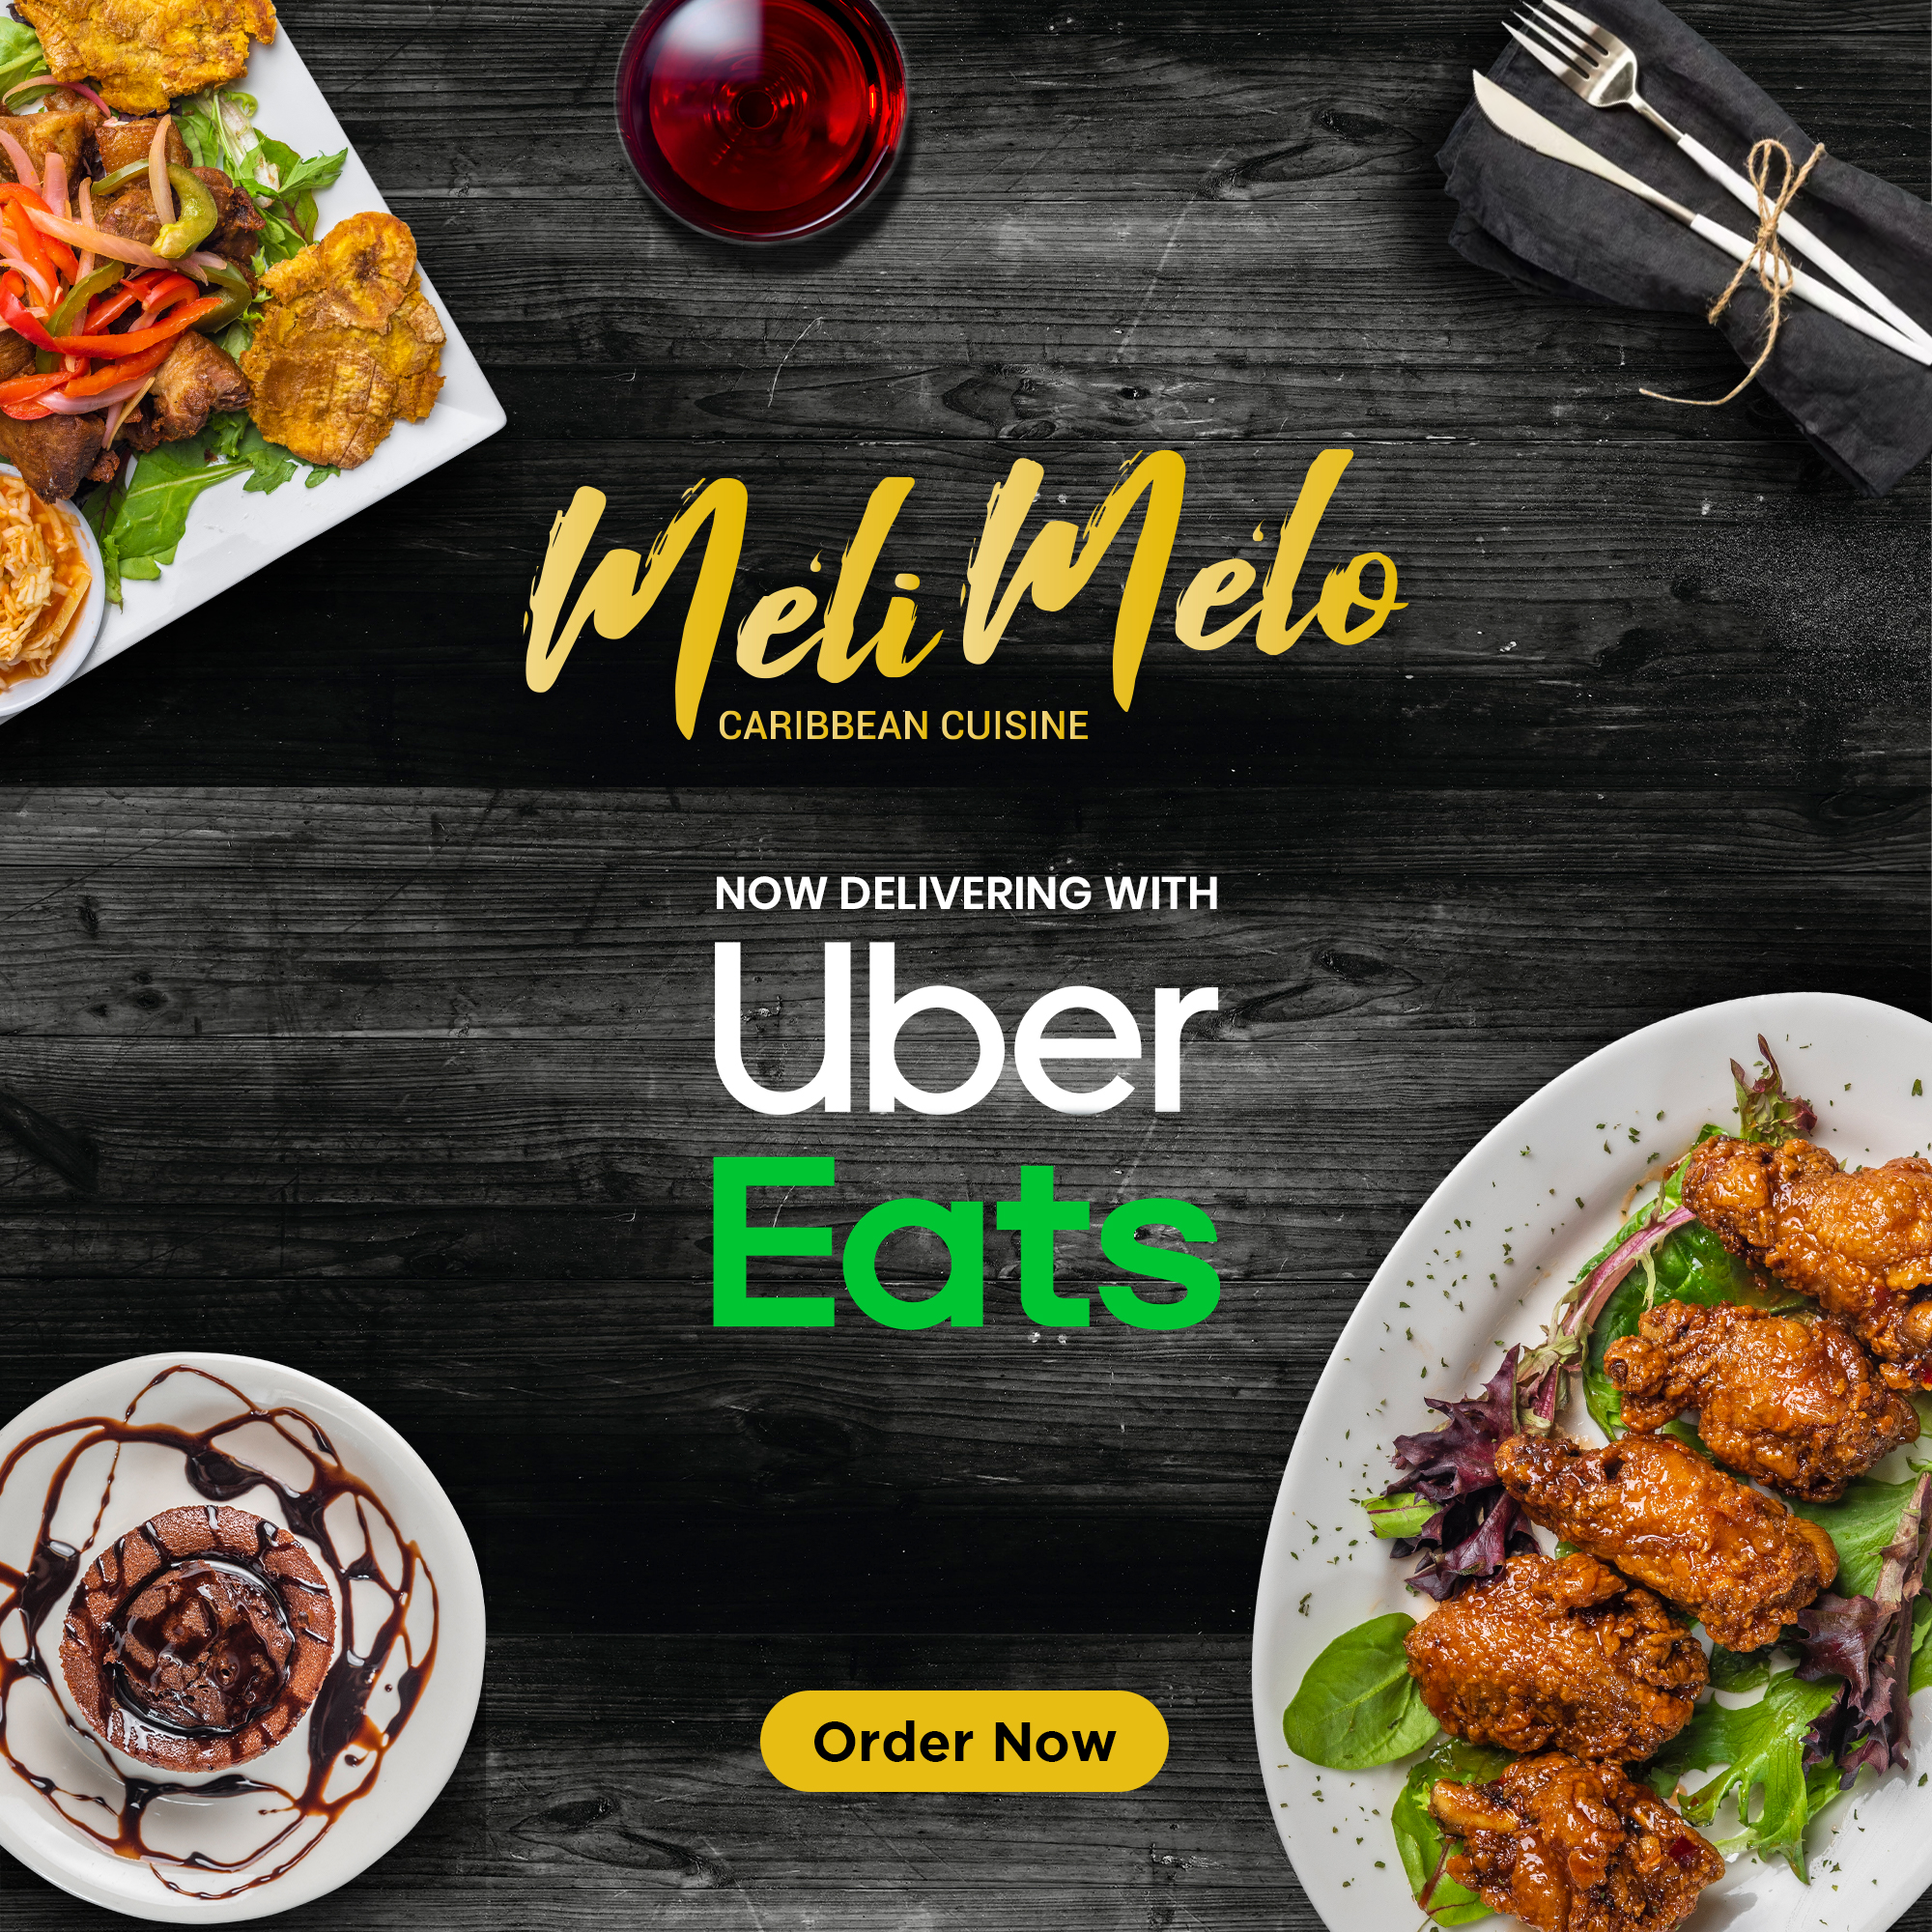 Meli Melo
CARIBBEAN CUISINE
NOW DELIVERING WITH
Uber
Eats
Order Now